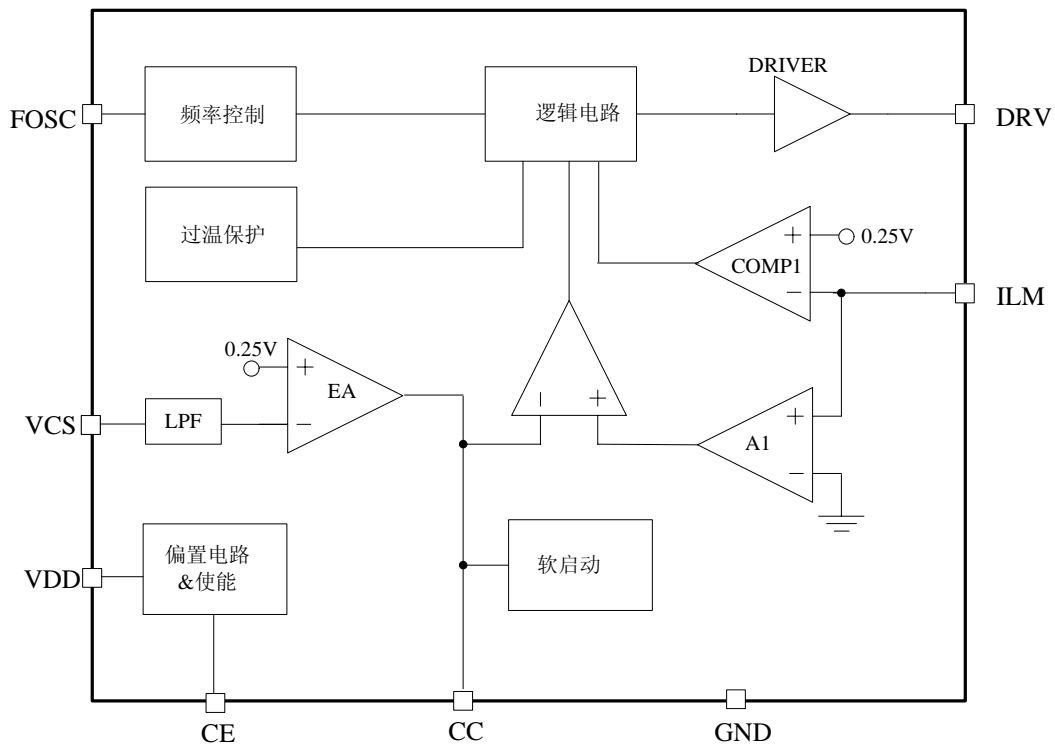 DRIVER
FOSC
频率控制
逻辑电路
DRV
过温保护
+
0.25V
COMP1
−
ILM
0.25V
+
EA
VCS
LPF
−
−
+
+
A1
−
VDD
偏置电路
&使能
软启动
CE
CC
GND